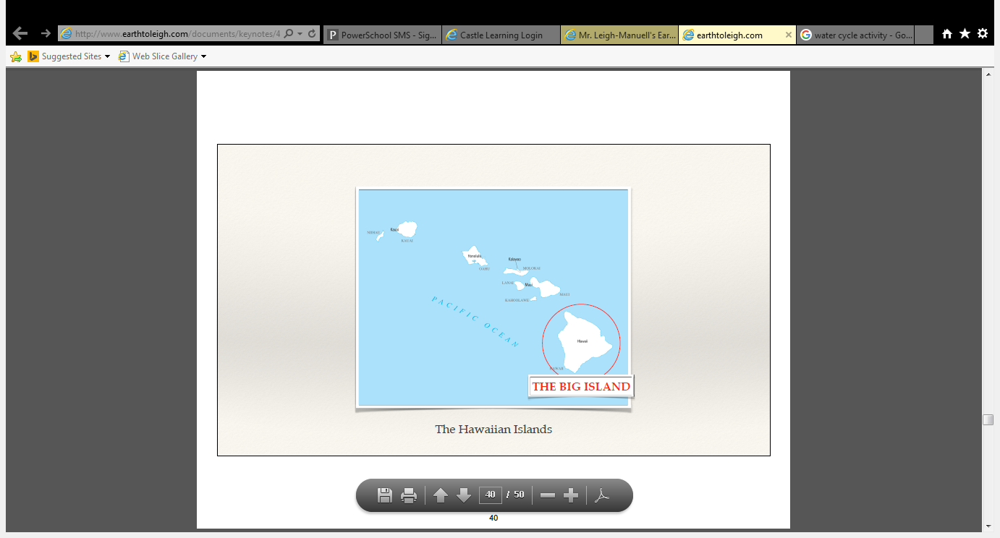 http://www.earthtoleigh.com/documents/keynotes/4
PowerSchool SMS - Sig...
Castle Learning Login
Mr. Leigh-Manuell's Ear...
earthtoleigh.com
water cycle activity - Go...
Suggested Sites
Web Slice Gallery
NIIHAU
Kauai
KAUAI
Honolulu
OAHU
Kalawao
MOLOKAI
LANAI
Maui
MAUI
KAHOOLAWE
PACIFIC OCEAN
Hawaii
HAWAII
THE BIG ISLAND
The Hawaiian Islands
40 / 50
40